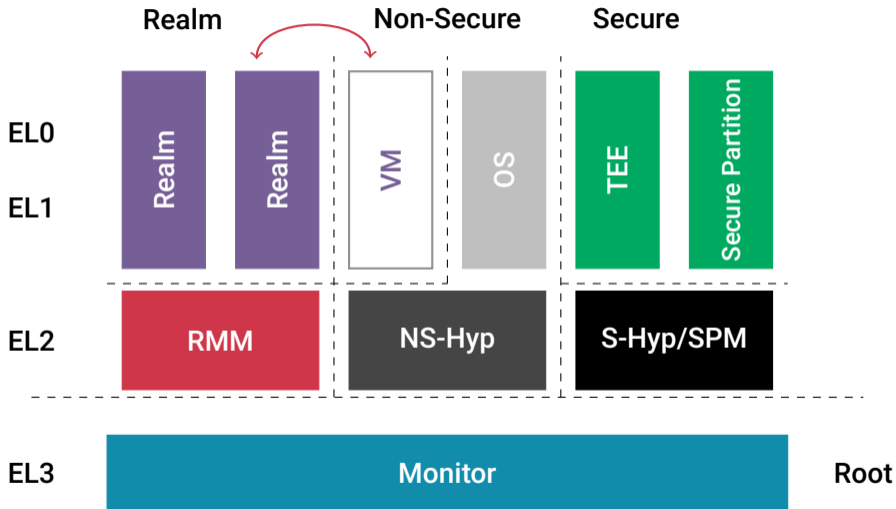 Realm
Non-Secure
Secure
EL0
EL1
Realm
Realm
VM
OS
TEE
Secure Partition
EL2
RMM
NS-Hyp
S-Hyp/SPM
EL3
Monitor
Root